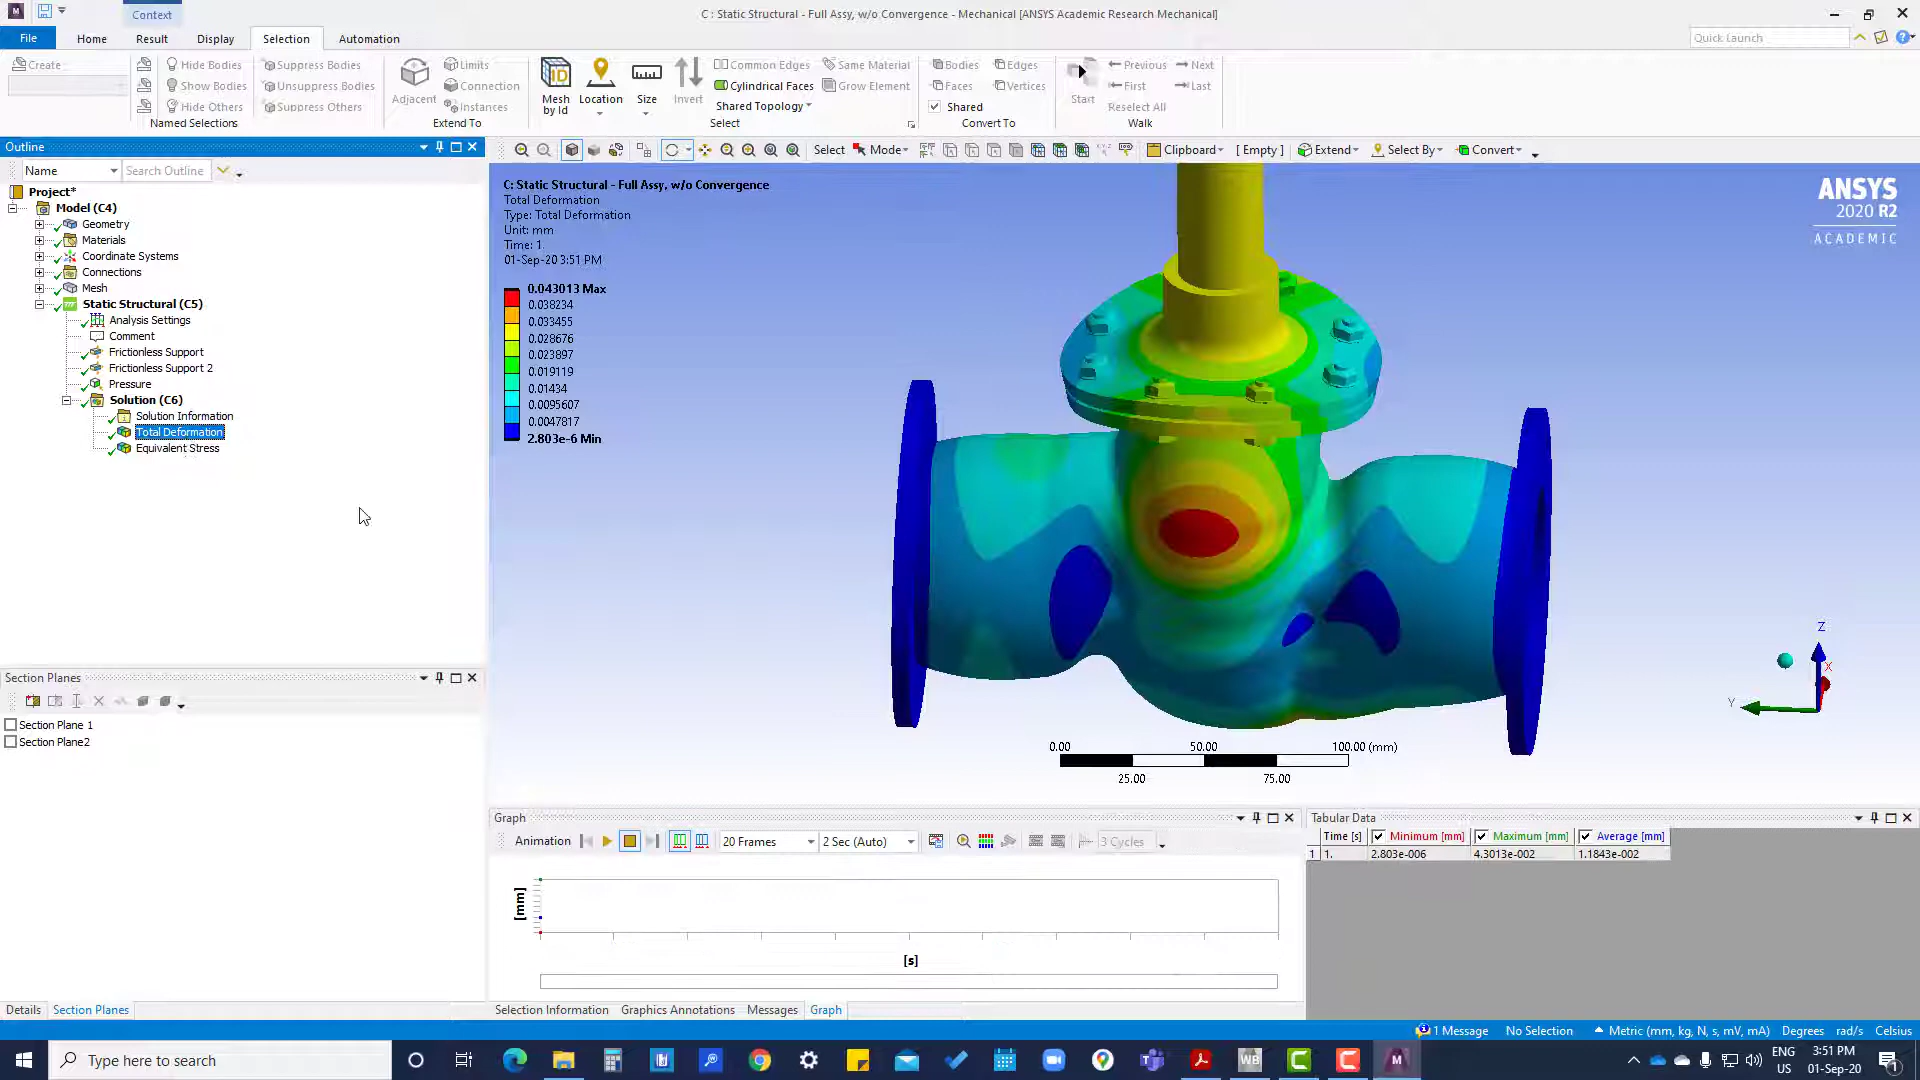 Context
C : Static Structural - Full Assy, w/o Convergence - Mechanical [ANSYS Academic Research Mechanical]
File Home Result Display Selection Automation
Quick Launch
Create Hide Bodies Suppress Bodies Limits Common Edges Same Material Bodies Edges Previous Next
Show Bodies Unsuppress Bodies Connection Cylindrical Faces Grow Element Faces Vertices First Last
Hide Others Suppress Others Adjacent Instances Mesh by Id Location Size Invert Shared Topology Shared Start Reselect All
Named Selections Extend To Select Convert To Walk
Outline
Select Mode Clipboard [ Empty ] Extend Select By Convert
Name Search Outline
Project*
Model (C4)
Geometry
Materials
Coordinate Systems
Connections
Mesh
Static Structural (C5)
Analysis Settings
Comment
Frictionless Support
Frictionless Support 2
Pressure
Solution (C6)
Solution Information
Total Deformation
Equivalent Stress
C: Static Structural - Full Assy, w/o Convergence
Total Deformation
Type: Total Deformation
Unit: mm
Time: 1
01-Sep-20 3:51 PM
0.043013 Max
0.038234
0.033455
0.028676
0.023897
0.019119
0.01434
0.0095607
0.0047817
2.803e-6 Min
ANSYS
2020 R2
ACADEMIC
Z
X
Y
0.00 50.00 100.00 (mm)
25.00 75.00
Section Planes
Section Plane 1
Section Plane2
Graph
Animation 20 Frames 2 Sec (Auto) 3 Cycles
[mm]
[s]
Tabular Data
Time [s] Minimum [mm] Maximum [mm] Average [mm]
1 1. 2.803e-006 4.3013e-002 1.1843e-002
Details Section Planes
Selection Information Graphics Annotations Messages Graph
1 Message No Selection Metric (mm, kg, N, s, mV, mA) Degrees rad/s Celsius
Type here to search
WB
M
ENG
US
3:51 PM
01-Sep-20
1